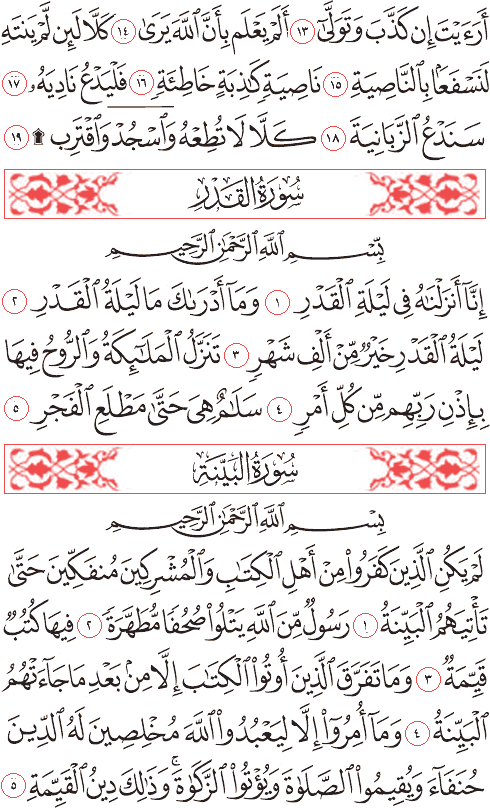 أَرَءَيْتَ إِن كَذَّبَ وَتَوَلَّىٰٓ ١٣ أَلَمْ يَعْلَم بِأَنَّ ٱللَّهَ يَرَىٰ ١٤ كَلَّا لَئِن لَّمْ يَنتَهِ
لَنَسْفَعًۢا بِٱلنَّاصِيَةِ ١٥ نَاصِيَةٍ كَٰذِبَةٍ خَاطِئَةٍ ١٦ فَلْيَدْعُ نَادِيَهُۥ ١٧
سَنَدْعُ ٱلزَّبَانِيَةَ ١٨ كَلَّا لَا تُطِعْهُ وَٱسْجُدْ وَٱقْتَرِب ۩ ١٩
سُورَةُ القَدْرِ
بِسْمِ ٱللَّهِ ٱلرَّحْمَٰنِ ٱلرَّحِيمِ
إِنَّآ أَنزَلْنَٰهُ فِى لَيْلَةِ ٱلْقَدْرِ ١ وَمَآ أَدْرَىٰكَ مَا لَيْلَةُ ٱلْقَدْرِ ٢
لَيْلَةُ ٱلْقَدْرِ خَيْرٌ مِّنْ أَلْفِ شَهْرٍ ٣ تَنَزَّلُ ٱلْمَلَٰٓئِكَةُ وَٱلرُّوحُ فِيهَا
بِإِذْنِ رَبِّهِم مِّن كُلِّ أَمْرٍ ٤ سَلَٰمٌ هِىَ حَتَّىٰ مَطْلَعِ ٱلْفَجْرِ ٥
سُورَةُ البَيِّنَةِ
بِسْمِ ٱللَّهِ ٱلرَّحْمَٰنِ ٱلرَّحِيمِ
لَمْ يَكُنِ ٱلَّذِينَ كَفَرُوا۟ مِنْ أَهْلِ ٱلْكِتَٰبِ وَٱلْمُشْرِكِينَ مُنفَكِّينَ حَتَّىٰ
تَأْتِيَهُمُ ٱلْبَيِّنَةُ ١ رَسُولٌ مِّنَ ٱللَّهِ يَتْلُوا۟ صُحُفًا مُّطَهَّرَةً ٢ فِيهَا كُتُبٌ
قَيِّمَةٌ ٣ وَمَا تَفَرَّقَ ٱلَّذِينَ أُوتُوا۟ ٱلْكِتَٰبَ إِلَّا مِنۢ بَعْدِ مَا جَآءَتْهُمُ
ٱلْبَيِّنَةُ ٤ وَمَآ أُمِرُوٓا۟ إِلَّا لِيَعْبُدُوا۟ ٱللَّهَ مُخْلِصِينَ لَهُ ٱلدِّينَ
حُنَفَآءَ وَيُقِيمُوا۟ ٱلصَّلَوٰةَ وَيُؤْتُوا۟ ٱلزَّكَوٰةَ ۚ وَذَٰلِكَ دِينُ ٱلْقَيِّمَةِ ٥